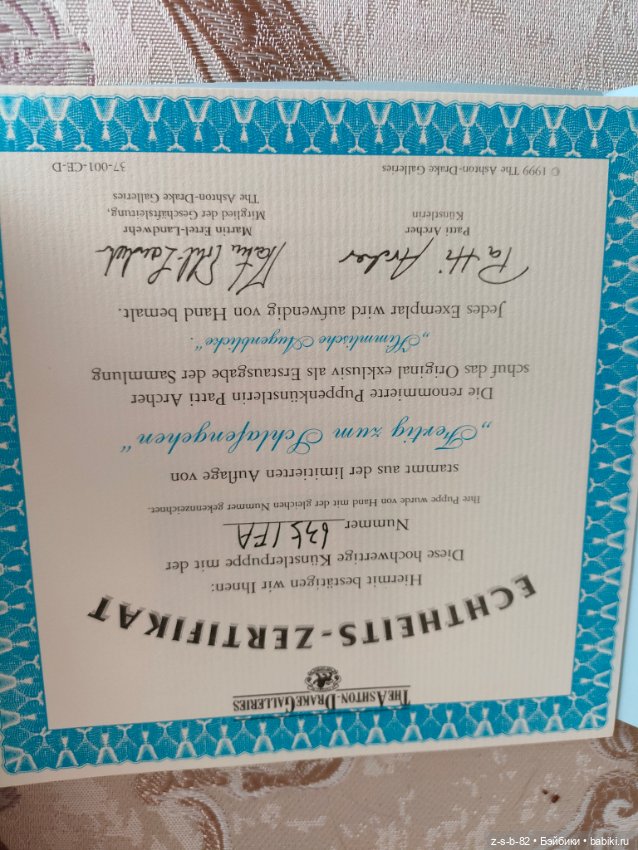 THE ASHTON-DRAKE GALLERIES
ECHTHEITS-ZERTIFIKAT
Hiermit bestätigen wir Ihnen:
Diese hochwertige Künstlerpuppe mit der
Nummer
Ihre Puppe wurde von Hand mit der gleichen Nummer gekennzeichnet.
stammt aus der limitierten Auflage von
„Fertig zum Schlafengehen“
Die renommierte Puppenkünstlerin Patti Archer
schuf das Original exklusiv als Erstausgabe der Sammlung
„Himmlische Augenblicke“.
Jedes Exemplar wird aufwendig von Hand bemalt.
Patti Archer
Patti Archer
Künstlerin
Martin Ertel-Landwehr
Mitglied der Geschäftsleitung,
The Ashton-Drake Galleries
© 1999 The Ashton-Drake Galleries
37-001-CE-D
z-s-b-82 • Бэйбики • babiki.ru